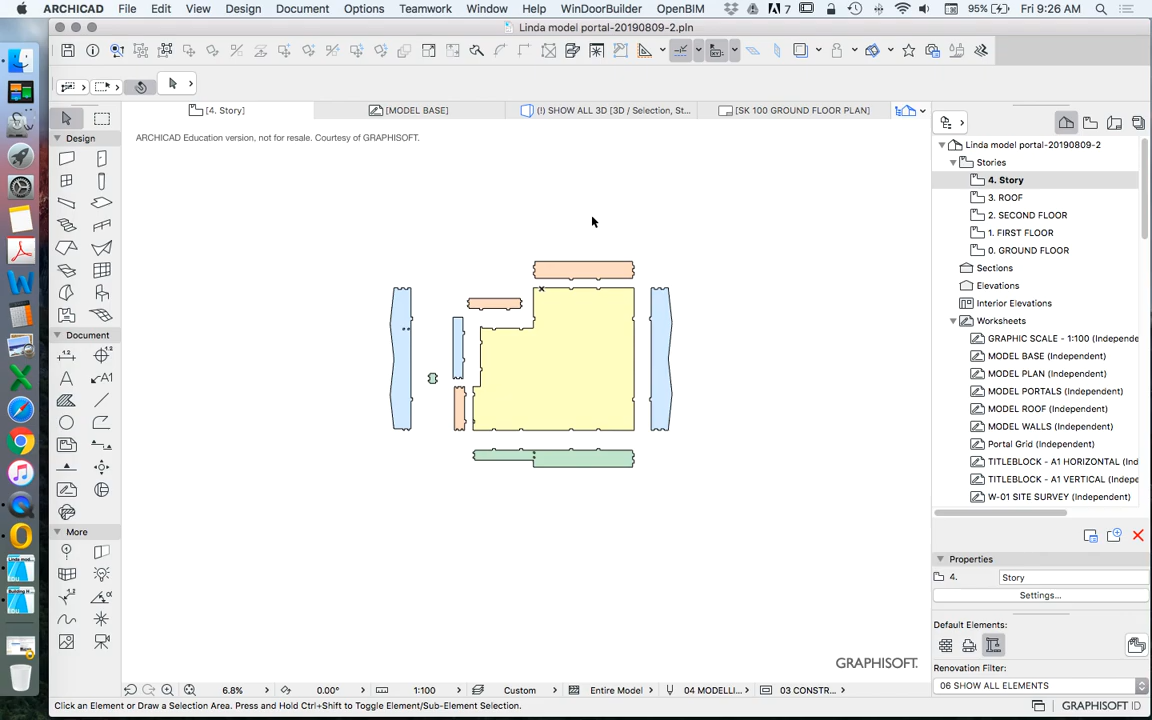 ARCHICAD File Edit View Design Document Options Teamwork Window Help WinDoorBuilder OpenBIM 7 95% Fri 9:26 AM
Linda model portal-20190809-2.pln
[4. Story] [MODEL BASE] (!) SHOW ALL 3D [3D / Selection, St... [SK 100 GROUND FLOOR PLAN]
ARCHICAD Education version, not for resale. Courtesy of GRAPHISOFT.
Design
1.2
1.2
A A1
Document
More
Linda model portal-20190809-2
Stories
4. Story
3. ROOF
2. SECOND FLOOR
1. FIRST FLOOR
0. GROUND FLOOR
Sections
Elevations
Interior Elevations
Worksheets
GRAPHIC SCALE - 1:100 (Independe
MODEL BASE (Independent)
MODEL PLAN (Independent)
MODEL PORTALS (Independent)
MODEL ROOF (Independent)
MODEL WALLS (Independent)
Portal Grid (Independent)
TITLEBLOCK - A1 HORIZONTAL (Ind
TITLEBLOCK - A1 VERTICAL (Indepe
W-01 SITE SURVEY (Independent)
Properties
4. Story
Settings...
Default Elements:
Renovation Filter:
06 SHOW ALL ELEMENTS
GRAPHISOFT.
6.8% 0.00° 1:100 Custom Entire Model 04 MODELLI... 03 CONSTR...
Click an Element or Draw a Selection Area. Press and Hold Ctrl+Shift to Toggle Element/Sub-Element Selection.
GRAPHISOFT ID